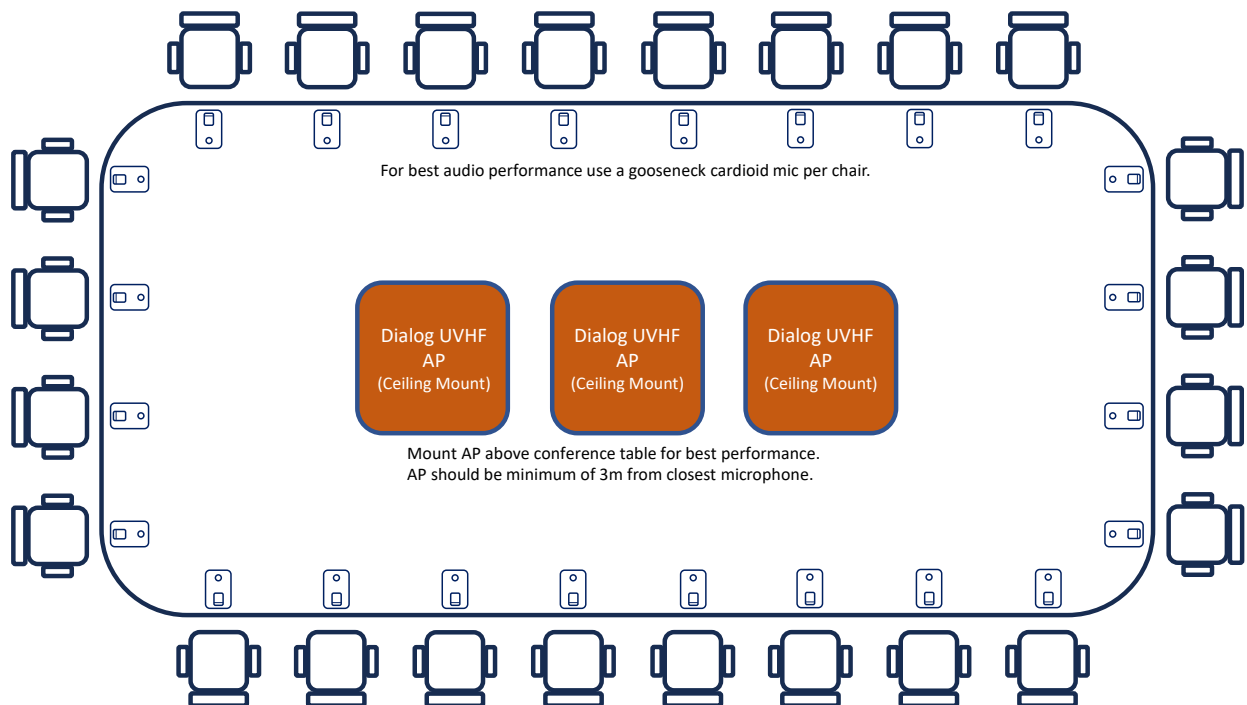 For best audio performance use a gooseneck cardioid mic per chair.
Dialog UVHF
AP
(Ceiling Mount)
Dialog UVHF
AP
(Ceiling Mount)
Dialog UVHF
AP
(Ceiling Mount)
Mount AP above conference table for best performance.
AP should be minimum of 3m from closest microphone.